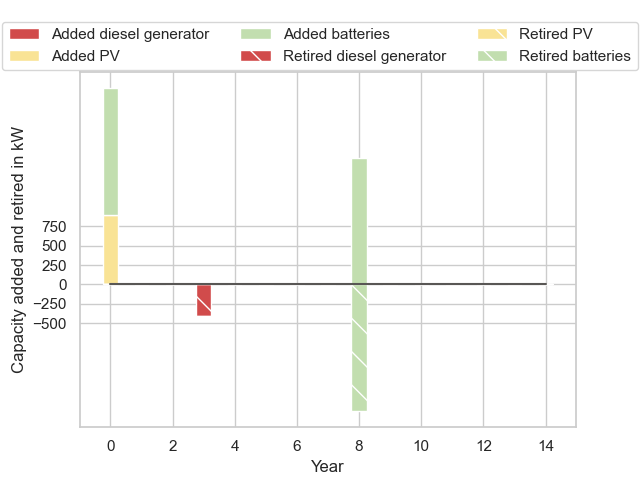 Added diesel generator Added batteries Retired PV
Added PV Retired diesel generator Retired batteries
Capacity added and retired in kW
750
500
250
0
−250
−500
0 2 4 6 8 10 12 14
Year